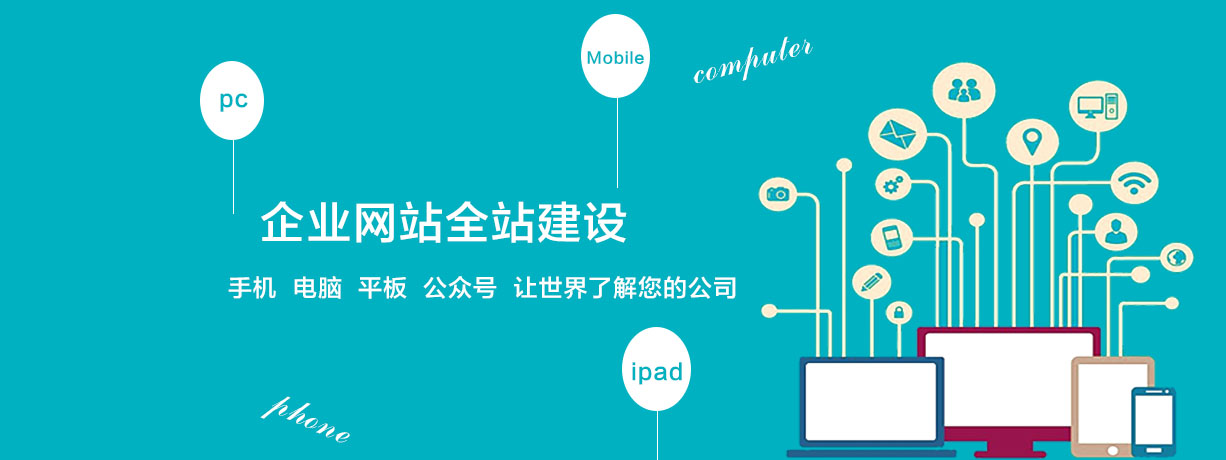 Mobile
computer
pc
企业网站全站建设
手机 电脑 平板 公众号 让世界了解您的公司
ipad
phone